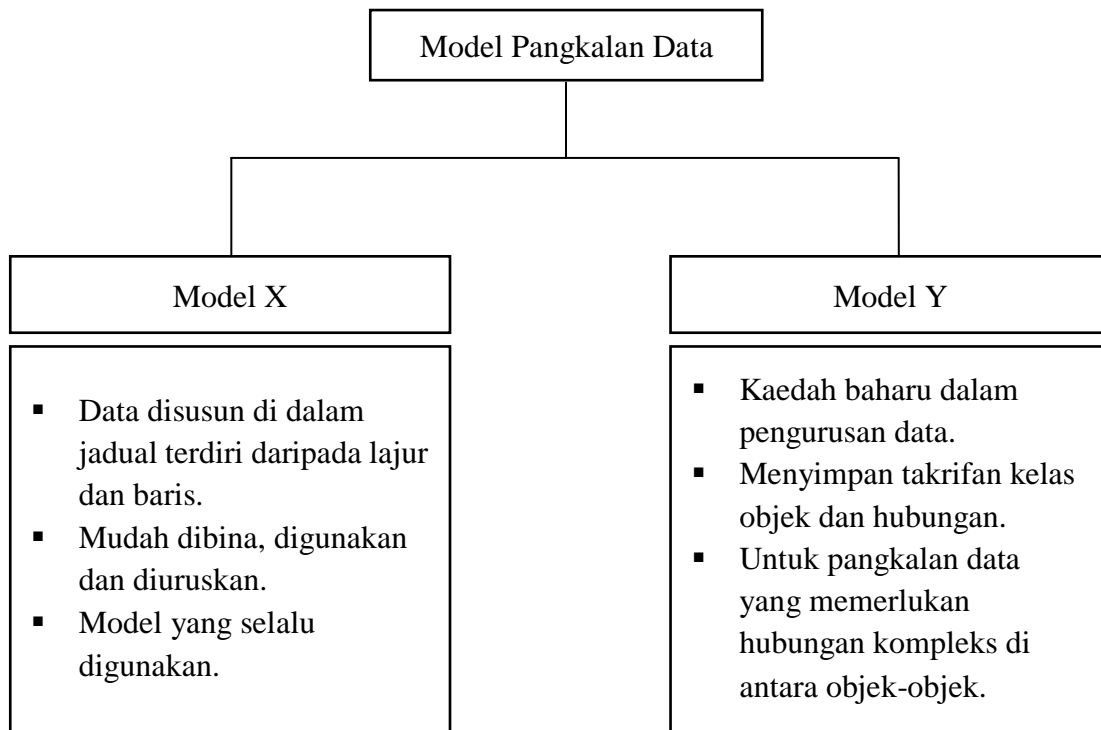 Model Pangkalan Data
Model X
▪ Data disusun di dalam
jadual terdiri daripada lajur
dan baris.
▪ Mudah dibina, digunakan
dan diuruskan.
▪ Model yang selalu
digunakan.
Model Y
▪ Kaedah baharu dalam
pengurusan data.
▪ Menyimpan takrifan kelas
objek dan hubungan.
▪ Untuk pangkalan data
yang memerlukan
hubungan kompleks di
antara objek-objek.